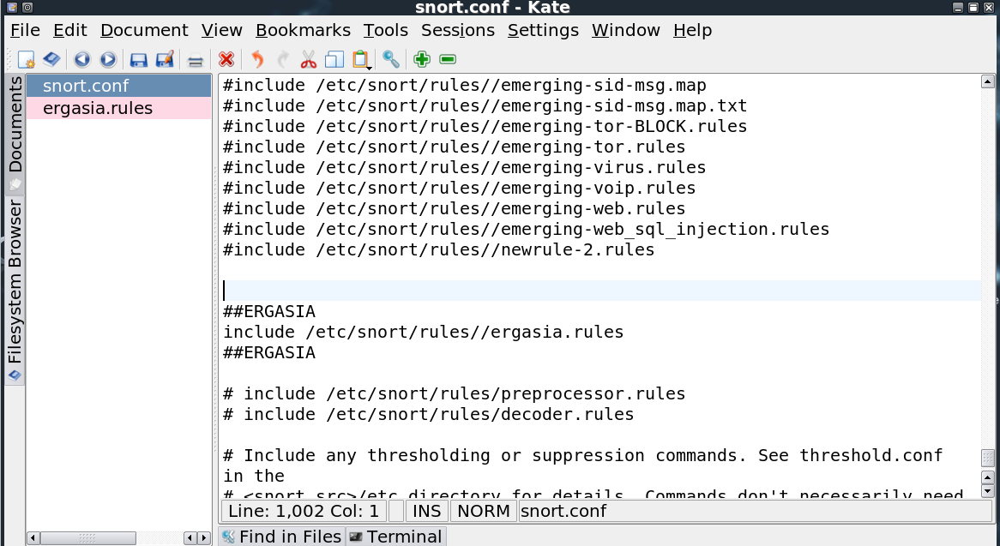 snort.conf - Kate
File Edit Document View Bookmarks Tools Sessions Settings Window Help
Documents
Filesystem Browser
snort.conf
ergasia.rules
#include /etc/snort/rules//emerging-sid-msg.map
#include /etc/snort/rules//emerging-sid-msg.map.txt
#include /etc/snort/rules//emerging-tor-BLOCK.rules
#include /etc/snort/rules//emerging-tor.rules
#include /etc/snort/rules//emerging-virus.rules
#include /etc/snort/rules//emerging-voip.rules
#include /etc/snort/rules//emerging-web.rules
#include /etc/snort/rules//emerging-web_sql_injection.rules
#include /etc/snort/rules//newrule-2.rules
##ERGASIA
include /etc/snort/rules//ergasia.rules
##ERGASIA
# include /etc/snort/rules/preprocessor.rules
# include /etc/snort/rules/decoder.rules
# Include any thresholding or suppression commands. See threshold.conf
in the
# <snort src>/etc directory for details. Commands don't necessarily need
Line: 1,002 Col: 1 INS NORM snort.conf
Find in Files Terminal